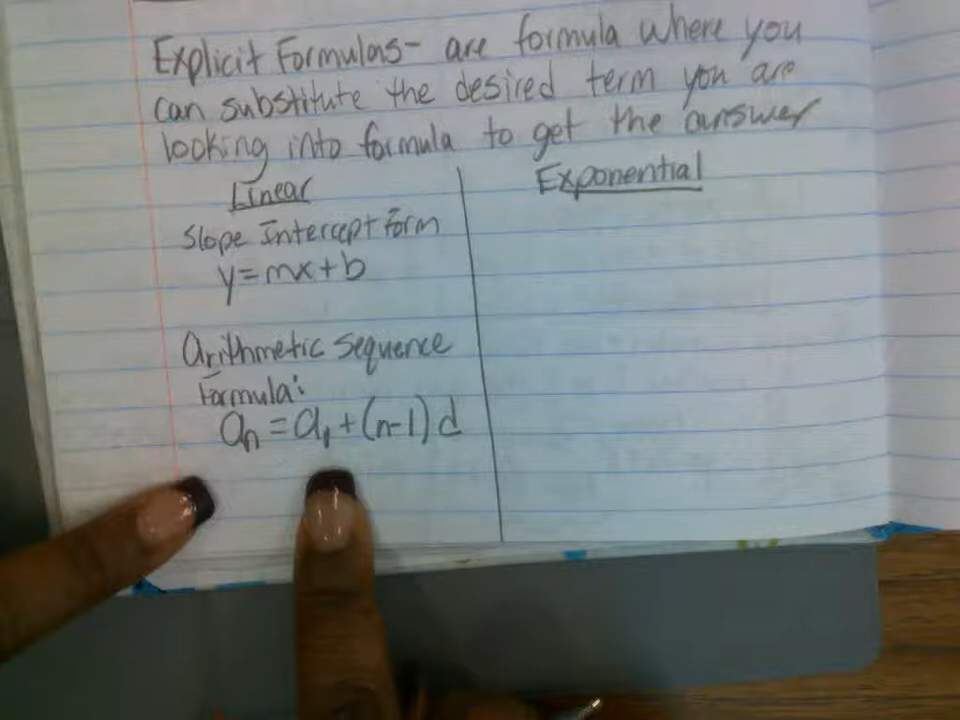 Explicit Formulas- are formula where you
can substitute the desired term you are
looking into formula to get the answer
Linear
Slope Intercept Form
y=mx+b
Arithmetic Sequence
Formula:
aₙ = a₁ + (n-1) d
Exponential